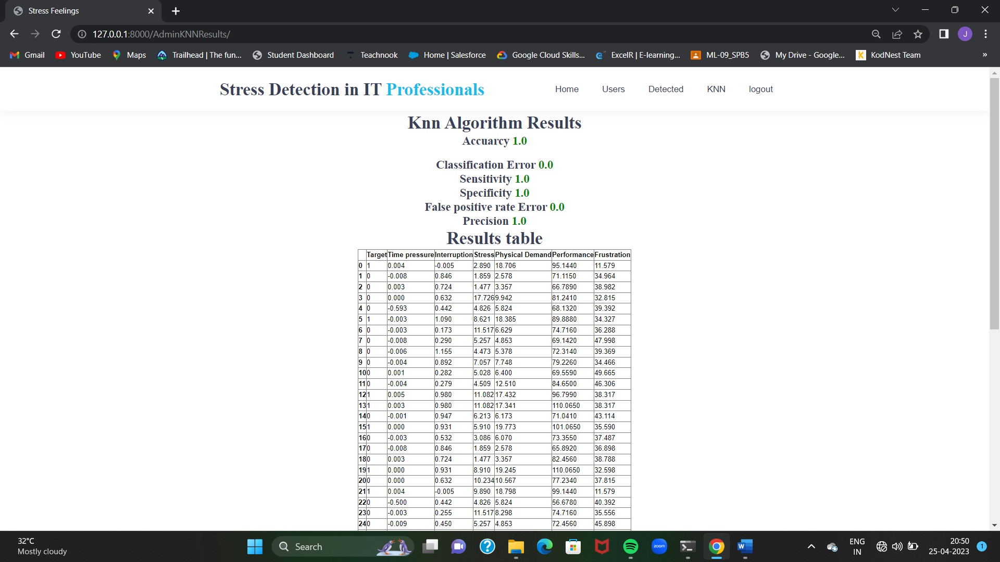 Stress Feelings
127.0.0.1:8000/AdminKNNResults/
J
Gmail YouTube Maps Trailhead | The fun... Student Dashboard Teachnook Home | Salesforce Google Cloud Skills... ExcelR | E-learning... ML-09_SPB5 My Drive - Google... KodNest Team »
Stress Detection in IT Professionals Home Users Detected KNN logout
Knn Algorithm Results
Accuarcy 1.0
Classification Error 0.0
Sensitivity 1.0
Specificity 1.0
False positive rate Error 0.0
Precision 1.0
Results table
Target Time pressure Interruption Stress Physical Demand Performance Frustration
0 1 0.004 -0.005 2.890 18.706 95.1440 11.579
1 0 -0.008 0.846 1.859 2.578 71.1150 34.964
2 0 0.003 0.724 1.477 3.357 66.7890 38.982
3 0 0.000 0.632 17.726 9.942 81.2410 32.815
4 0 -0.593 0.442 4.826 5.824 68.1320 39.392
5 1 -0.003 1.090 8.621 18.385 89.8880 34.327
6 0 -0.003 0.173 11.517 6.629 74.7160 36.288
7 0 -0.008 0.290 5.257 4.853 69.1420 47.998
8 0 -0.006 1.155 4.473 5.378 72.3140 39.369
9 0 -0.004 0.892 7.057 7.748 79.2260 34.466
10 0 0.001 0.282 5.028 6.400 69.5590 49.665
11 0 -0.004 0.279 4.509 12.510 84.6500 46.306
12 1 0.005 0.980 11.082 17.432 96.7990 38.317
13 1 0.003 0.980 11.082 17.341 110.0650 38.317
14 0 -0.001 0.947 6.213 6.173 71.0410 43.114
15 1 0.000 0.931 5.910 19.773 101.0650 35.590
16 0 -0.003 0.532 3.086 6.070 73.3550 37.487
17 0 -0.008 0.846 1.859 2.578 65.8920 36.898
18 0 0.003 0.724 1.477 3.357 82.4560 38.788
19 1 0.000 0.931 8.910 19.245 110.0650 32.598
20 0 0.000 0.632 10.234 10.567 77.2340 37.815
21 1 0.004 -0.005 9.890 18.798 99.1440 11.579
22 0 -0.500 0.442 4.826 5.824 56.6780 40.392
23 0 -0.003 0.255 11.517 8.298 74.7160 35.556
24 0 -0.009 0.450 5.257 4.853 72.4560 45.898
32°C
Mostly cloudy
Search
zoom
W
ENG
IN
20:50
25-04-2023
1